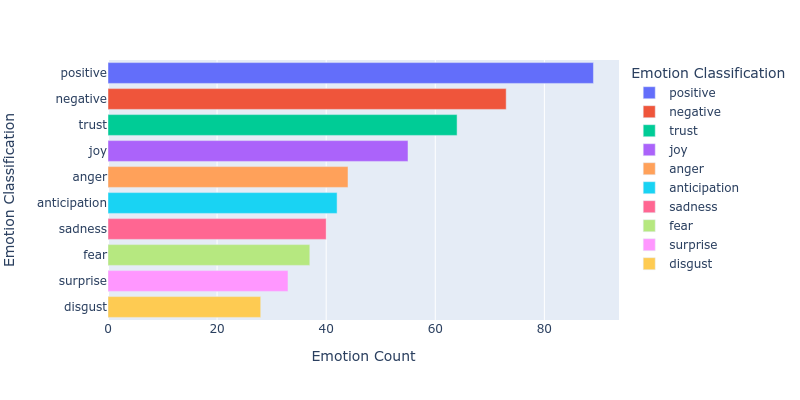 Emotion Classification
positive
negative
trust
joy
anger
anticipation
sadness
fear
surprise
disgust
0 20 40 60 80
Emotion Count
Emotion Classification
positive
negative
trust
joy
anger
anticipation
sadness
fear
surprise
disgust